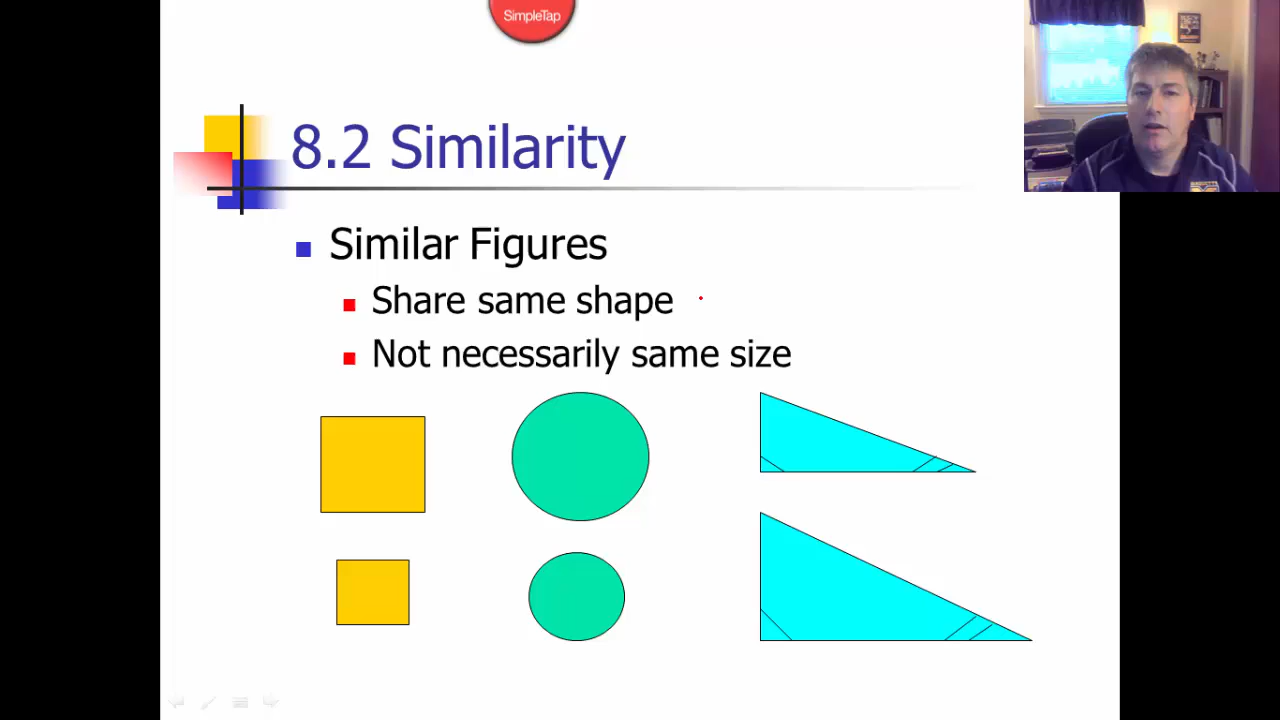 SimpleTap
8.2 Similarity
Similar Figures
Share same shape
Not necessarily same size